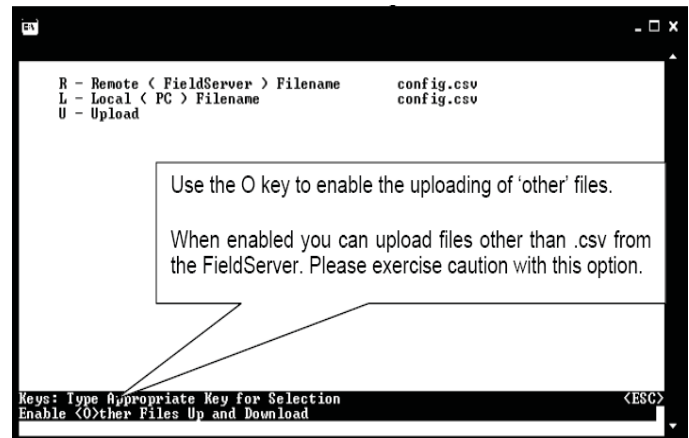 R - Remote ( FieldServer ) Filename config.csv
L - Local ( PC ) Filename config.csv
U - Upload
Use the O key to enable the uploading of ‘other’ files.
When enabled you can upload files other than .csv from
the FieldServer. Please exercise caution with this option.
Keys: Type Appropriate Key for Selection <ESC>
Enable <O>ther Files Up and Download